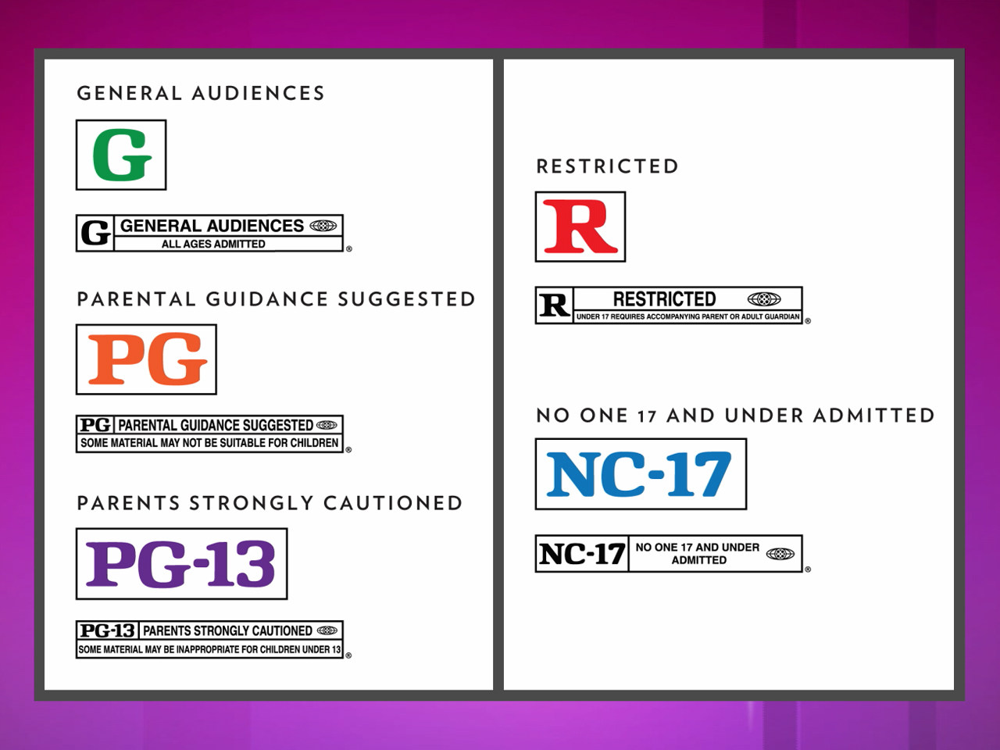 GENERAL AUDIENCES
G
G GENERAL AUDIENCES
ALL AGES ADMITTED
®
PARENTAL GUIDANCE SUGGESTED
PG
PG PARENTAL GUIDANCE SUGGESTED
SOME MATERIAL MAY NOT BE SUITABLE FOR CHILDREN
®
PARENTS STRONGLY CAUTIONED
PG-13
PG-13 PARENTS STRONGLY CAUTIONED
SOME MATERIAL MAY BE INAPPROPRIATE FOR CHILDREN UNDER 13
®
RESTRICTED
R
R RESTRICTED
UNDER 17 REQUIRES ACCOMPANYING PARENT OR ADULT GUARDIAN
®
NO ONE 17 AND UNDER ADMITTED
NC-17
NC-17 NO ONE 17 AND UNDER
ADMITTED
®